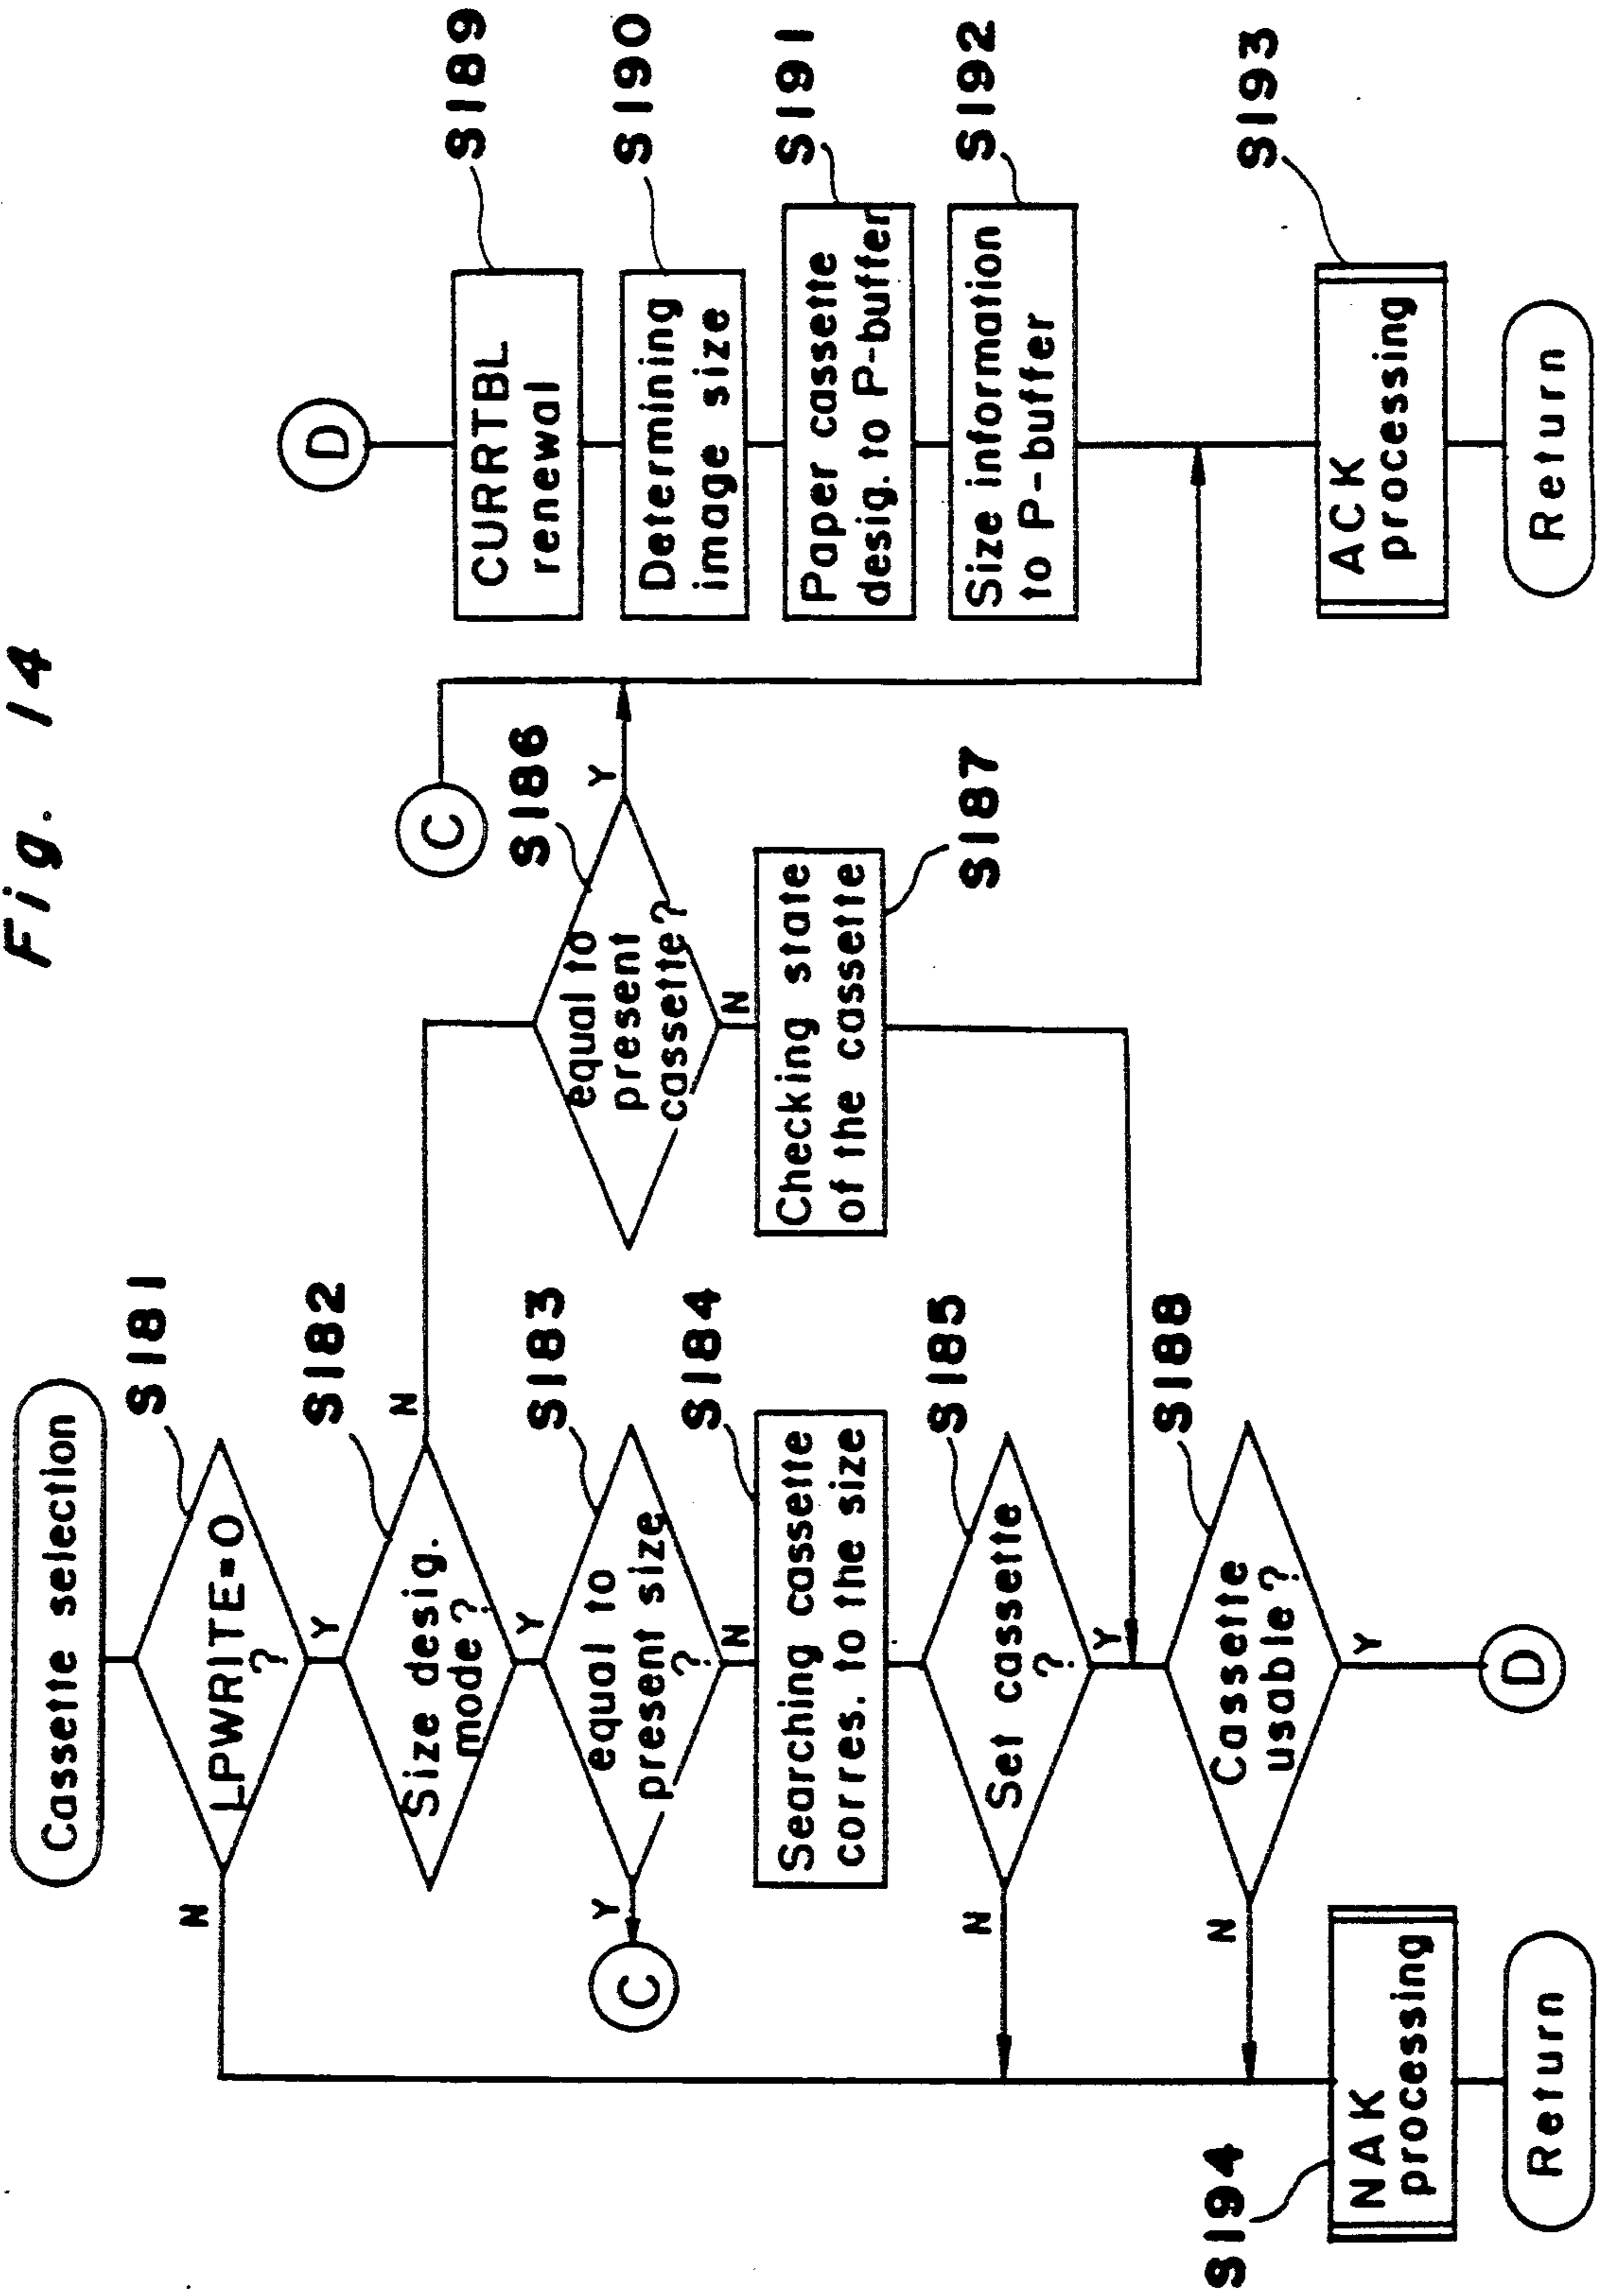 Fig. 14
Cassette selection
S181
LPWRITE=0
?
N
Y
S182
Size desig.
mode?
N
Y
S183
equal to
present size
?
Y
C
N
S184
Searching cassette
corres. to the size
S185
Set cassette
?
N
Y
S188
Cassette
usable?
N
Y
D
S194
NAK
processing
Return
C
S186
equal to
present
cassette?
Y
N
S187
Checking state
of the cassette
D
S189
CURRTBL
renewal
S190
Determining
image size
S191
Paper cassette
desig. to P-buffer
S192
Size information
to P-buffer
S193
ACK
processing
Return